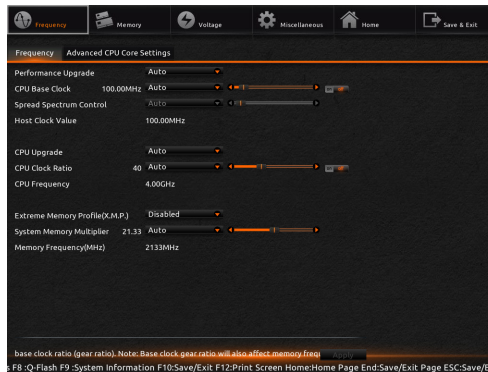 Frequency Memory Voltage Miscellaneous Home Save & Exit
Frequency Advanced CPU Core Settings
Performance Upgrade Auto
CPU Base Clock 100.00MHz Auto
Spread Spectrum Control Auto
Host Clock Value 100.00MHz
CPU Upgrade Auto
CPU Clock Ratio 40 Auto
CPU Frequency 4.00GHz
Extreme Memory Profile(X.M.P.) Disabled
System Memory Multiplier 21.33 Auto
Memory Frequency(MHz) 2133MHz
base clock ratio (gear ratio). Note: Base clock gear ratio will also affect memory frequ Apply
s F8 :Q-Flash F9 :System Information F10:Save/Exit F12:Print Screen Home:Home Page End:Save/Exit Page ESC:Save/E